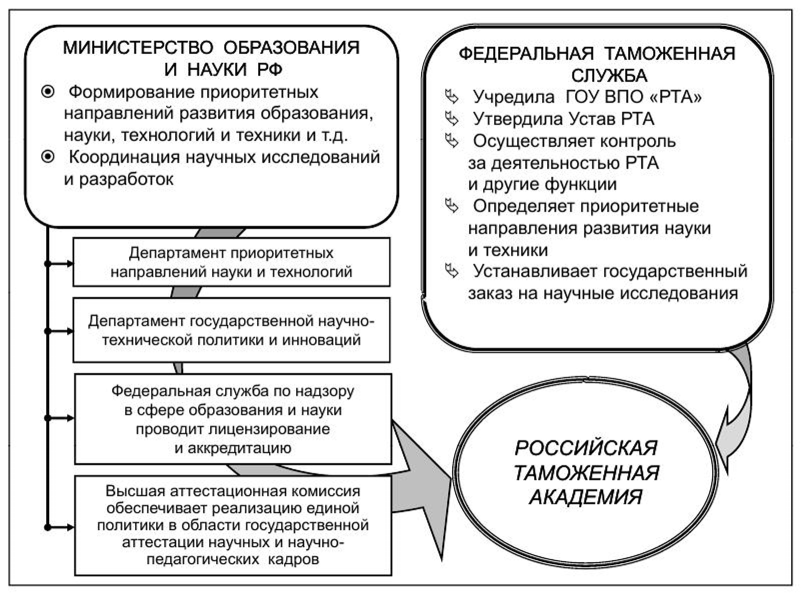 МИНИСТЕРСТВО ОБРАЗОВАНИЯ
И НАУКИ РФ
Формирование приоритетных
направлений развития образования,
науки, технологий и техники и т.д.
Координация научных исследований
и разработок
Департамент приоритетных
направлений науки и технологий
Департамент государственной научно-
технической политики и инноваций
Федеральная служба по надзору
в сфере образования и науки
проводит лицензирование
и аккредитацию
Высшая аттестационная комиссия
обеспечивает реализацию единой
политики в области государственной
аттестации научных и научно-
педагогических кадров
ФЕДЕРАЛЬНАЯ ТАМОЖЕННАЯ
СЛУЖБА
Учредила ГОУ ВПО «РТА»
Утвердила Устав РТА
Осуществляет контроль
за деятельностью РТА
и другие функции
Определяет приоритетные
направления развития науки
и техники
Устанавливает государственный
заказ на научные исследования
РОССИЙСКАЯ
ТАМОЖЕННАЯ
АКАДЕМИЯ